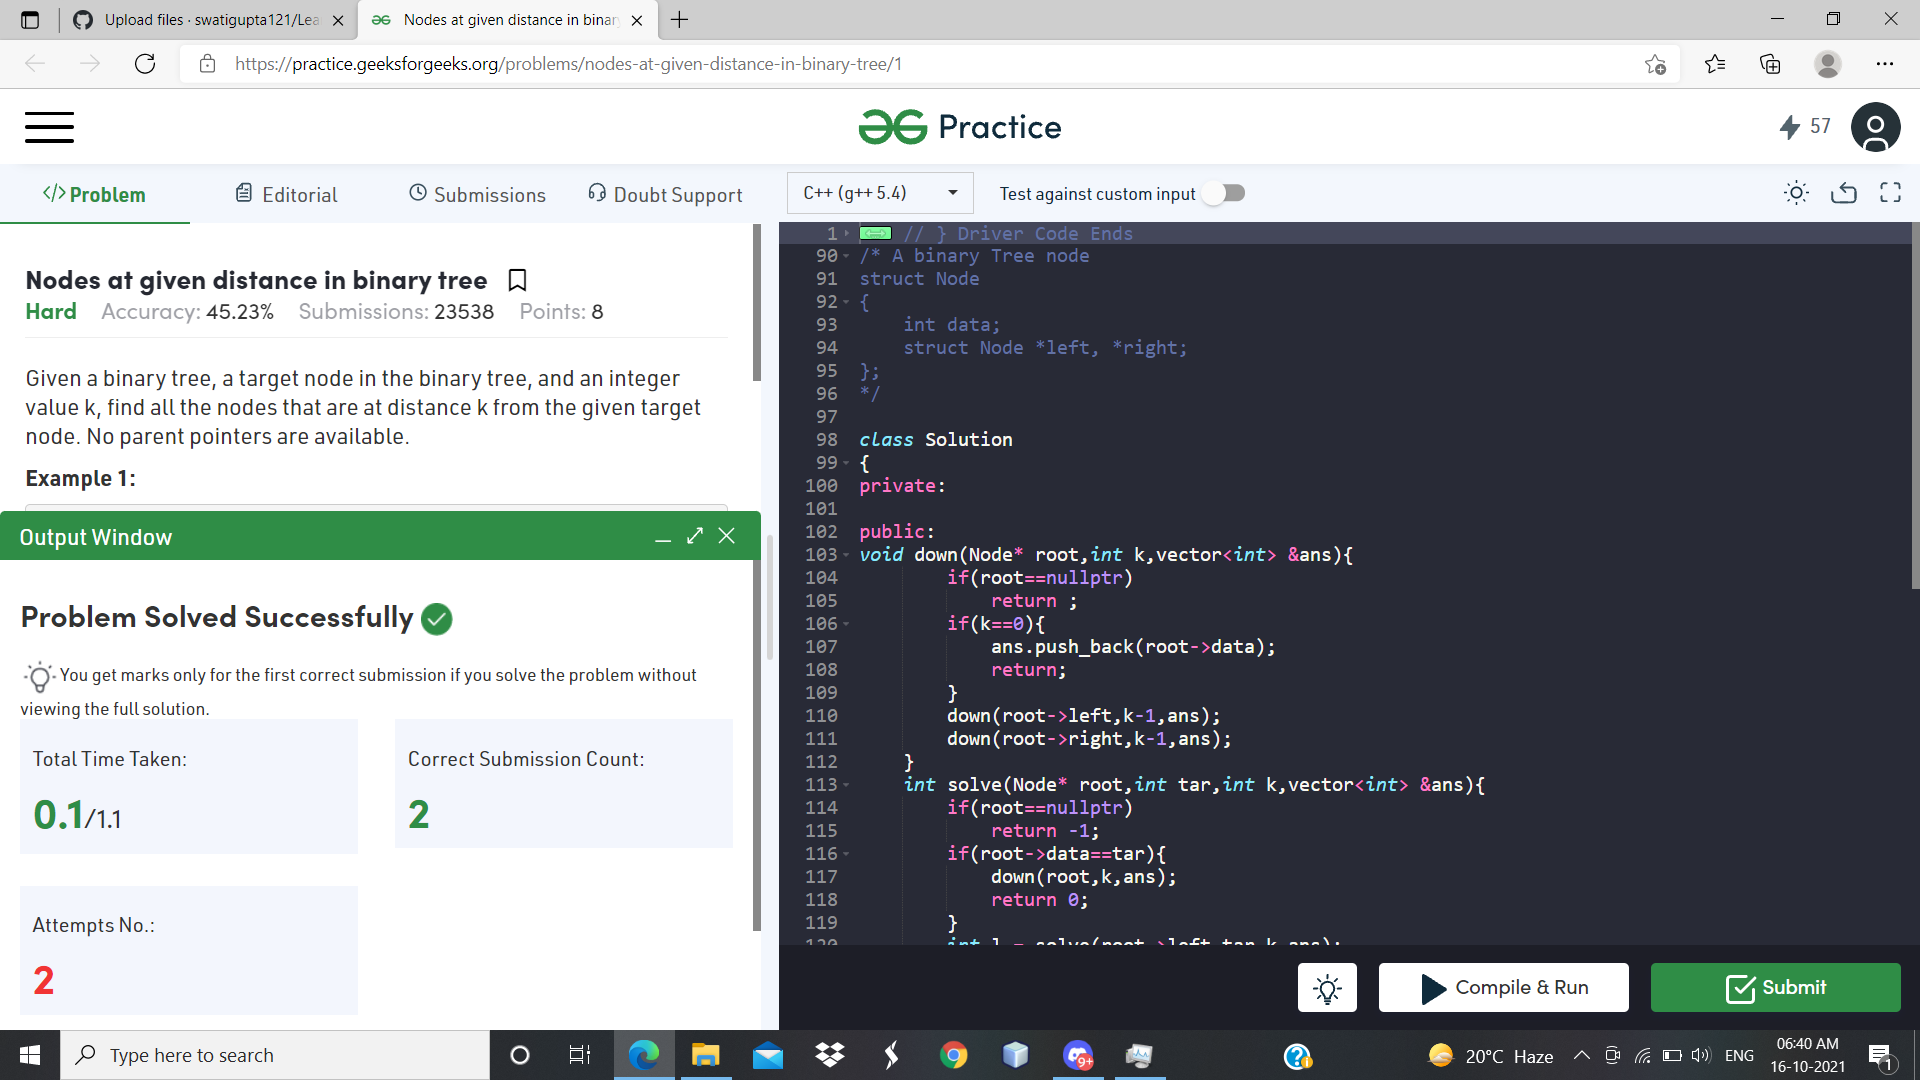 Upload files · swatigupta121/Lea
Nodes at given distance in binar
https://practice.geeksforgeeks.org/problems/nodes-at-given-distance-in-binary-tree/1
Practice
57
</> Problem
Editorial
Submissions
Doubt Support
C++ (g++ 5.4)
Test against custom input
Nodes at given distance in binary tree
Hard Accuracy: 45.23% Submissions: 23538 Points: 8
Given a binary tree, a target node in the binary tree, and an integer
value k, find all the nodes that are at distance k from the given target
node. No parent pointers are available.
Example 1:
Output Window
Problem Solved Successfully
You get marks only for the first correct submission if you solve the problem without
viewing the full solution.
Total Time Taken:
0.1/1.1
Correct Submission Count:
2
Attempts No.:
2
1 // } Driver Code Ends
90 /* A binary Tree node
91 struct Node
92 {
93 int data;
94 struct Node *left, *right;
95 };
96 */
97
98 class Solution
99 {
100 private:
101
102 public:
103 void down(Node* root,int k,vector<int> &ans){
104 if(root==nullptr)
105 return ;
106 if(k==0){
107 ans.push_back(root->data);
108 return;
109 }
110 down(root->left,k-1,ans);
111 down(root->right,k-1,ans);
112 }
113 int solve(Node* root,int tar,int k,vector<int> &ans){
114 if(root==nullptr)
115 return -1;
116 if(root->data==tar){
117 down(root,k,ans);
118 return 0;
119 }
120 int l = solve(root->left,tar,k,ans);
Compile & Run
Submit
Type here to search
9+
20°C Haze
ENG
06:40 AM
16-10-2021
1